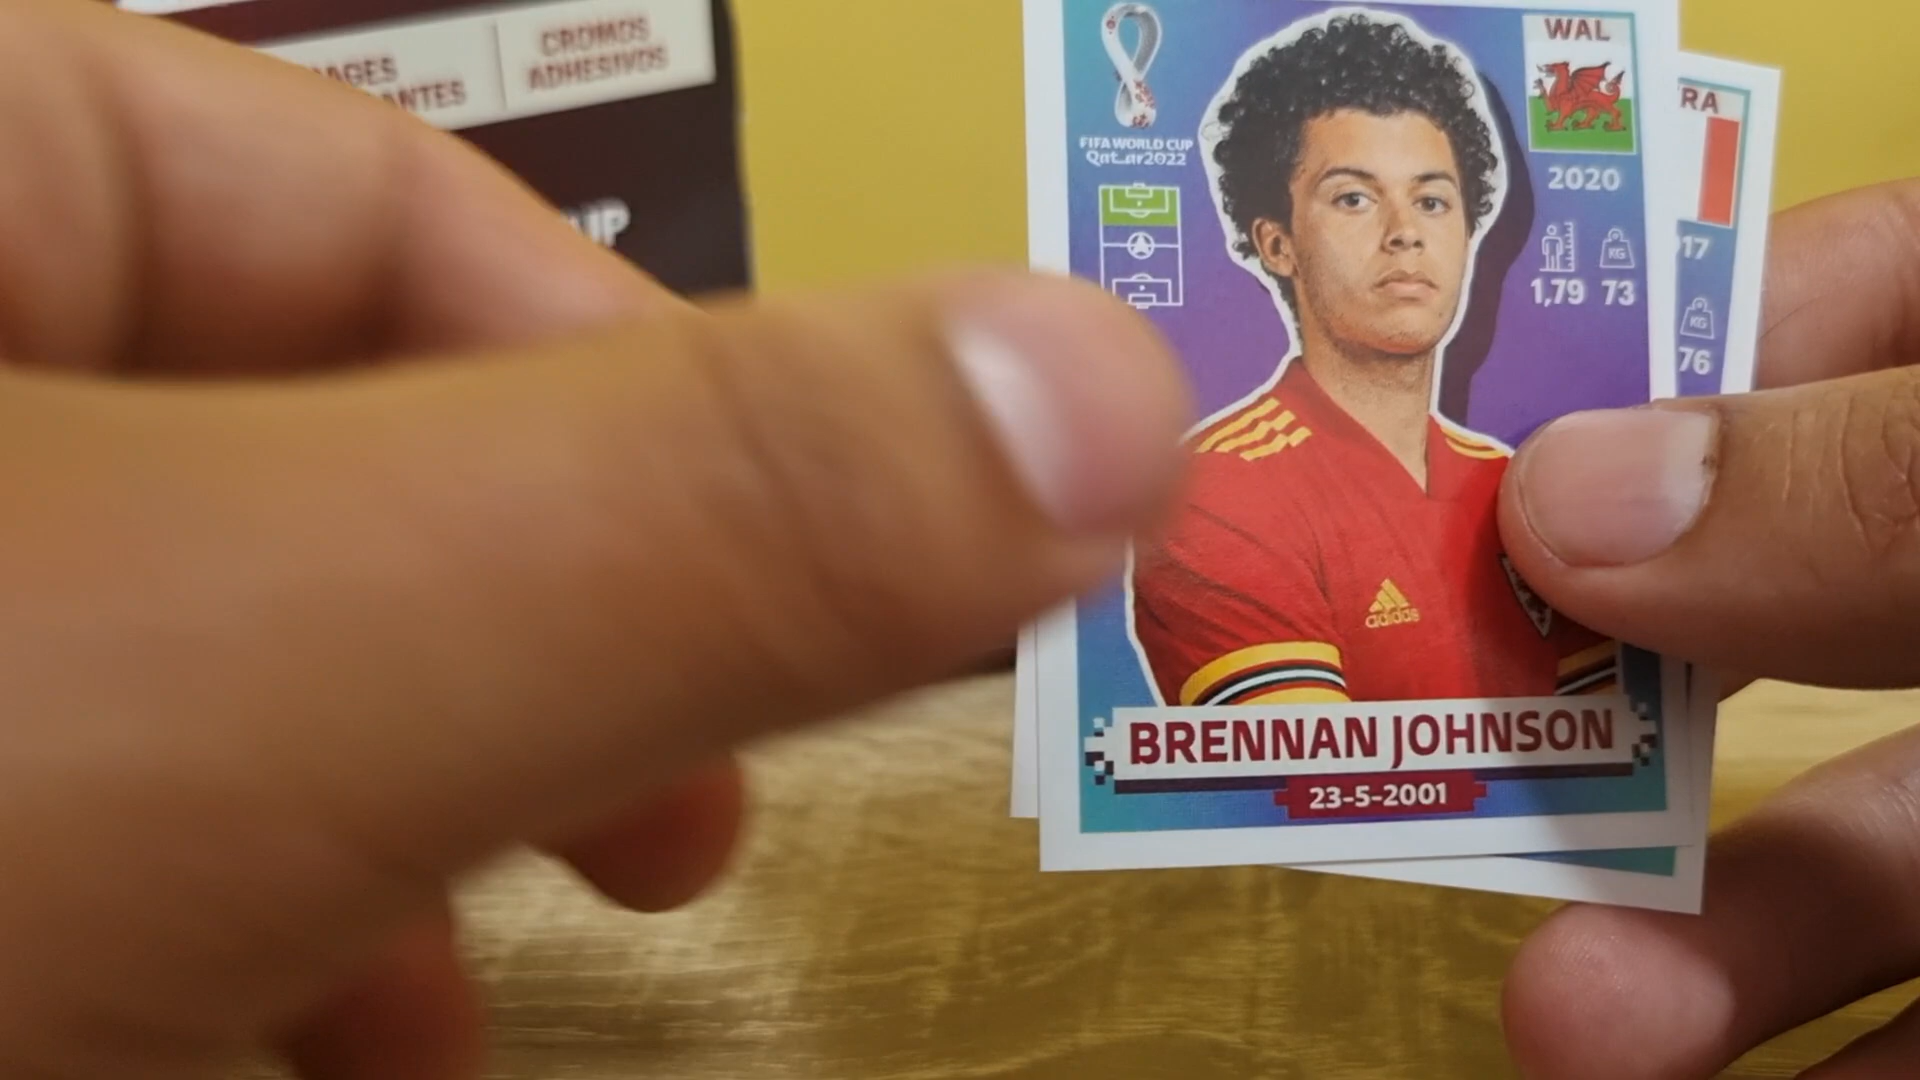 CROMOS
ADHESIVOS
AGES
ANTES
UP
FIFA WORLD CUP
Qatar2022
WAL
2020
KG
1,79 73
adidas
BRENNAN JOHNSON
23-5-2001
RA
17
KG
76